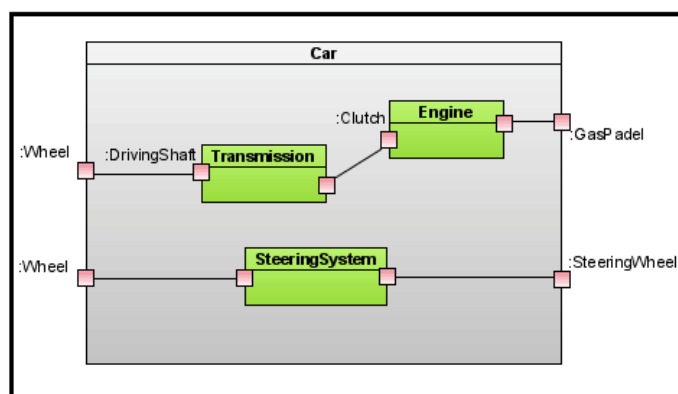 Car
:Clutch
Engine
:GasPadel
:Wheel
:DrivingShaft
Transmission
:Wheel
SteeringSystem
:SteeringWheel